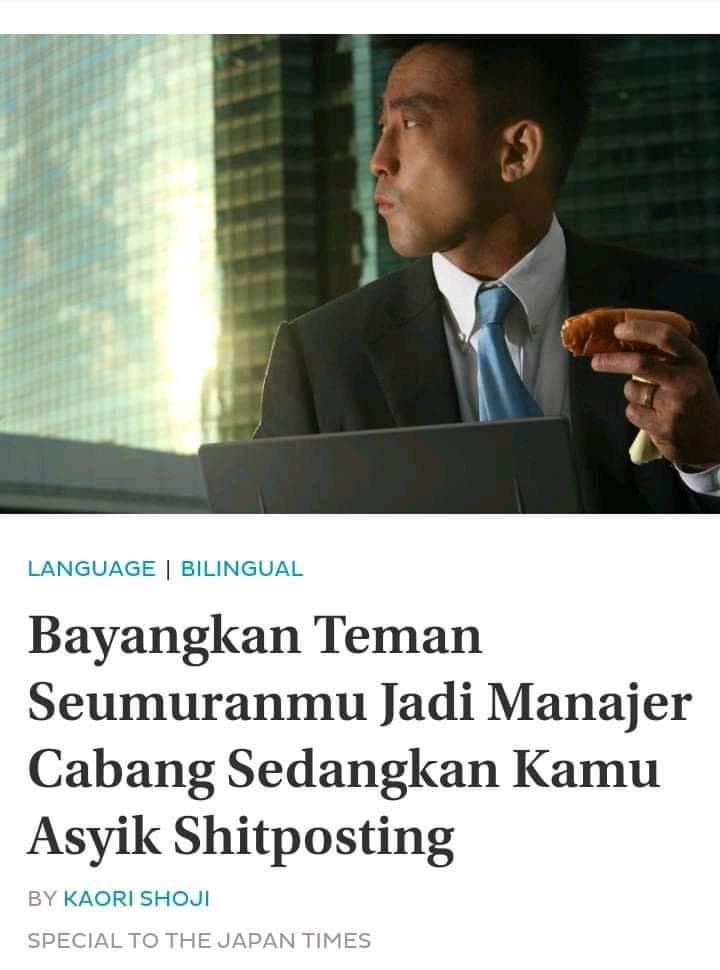 LANGUAGE | BILINGUAL
Bayangkan Teman
Seumuranmu Jadi Manajer
Cabang Sedangkan Kamu
Asyik Shitposting
BY KAORI SHOJI
SPECIAL TO THE JAPAN TIMES